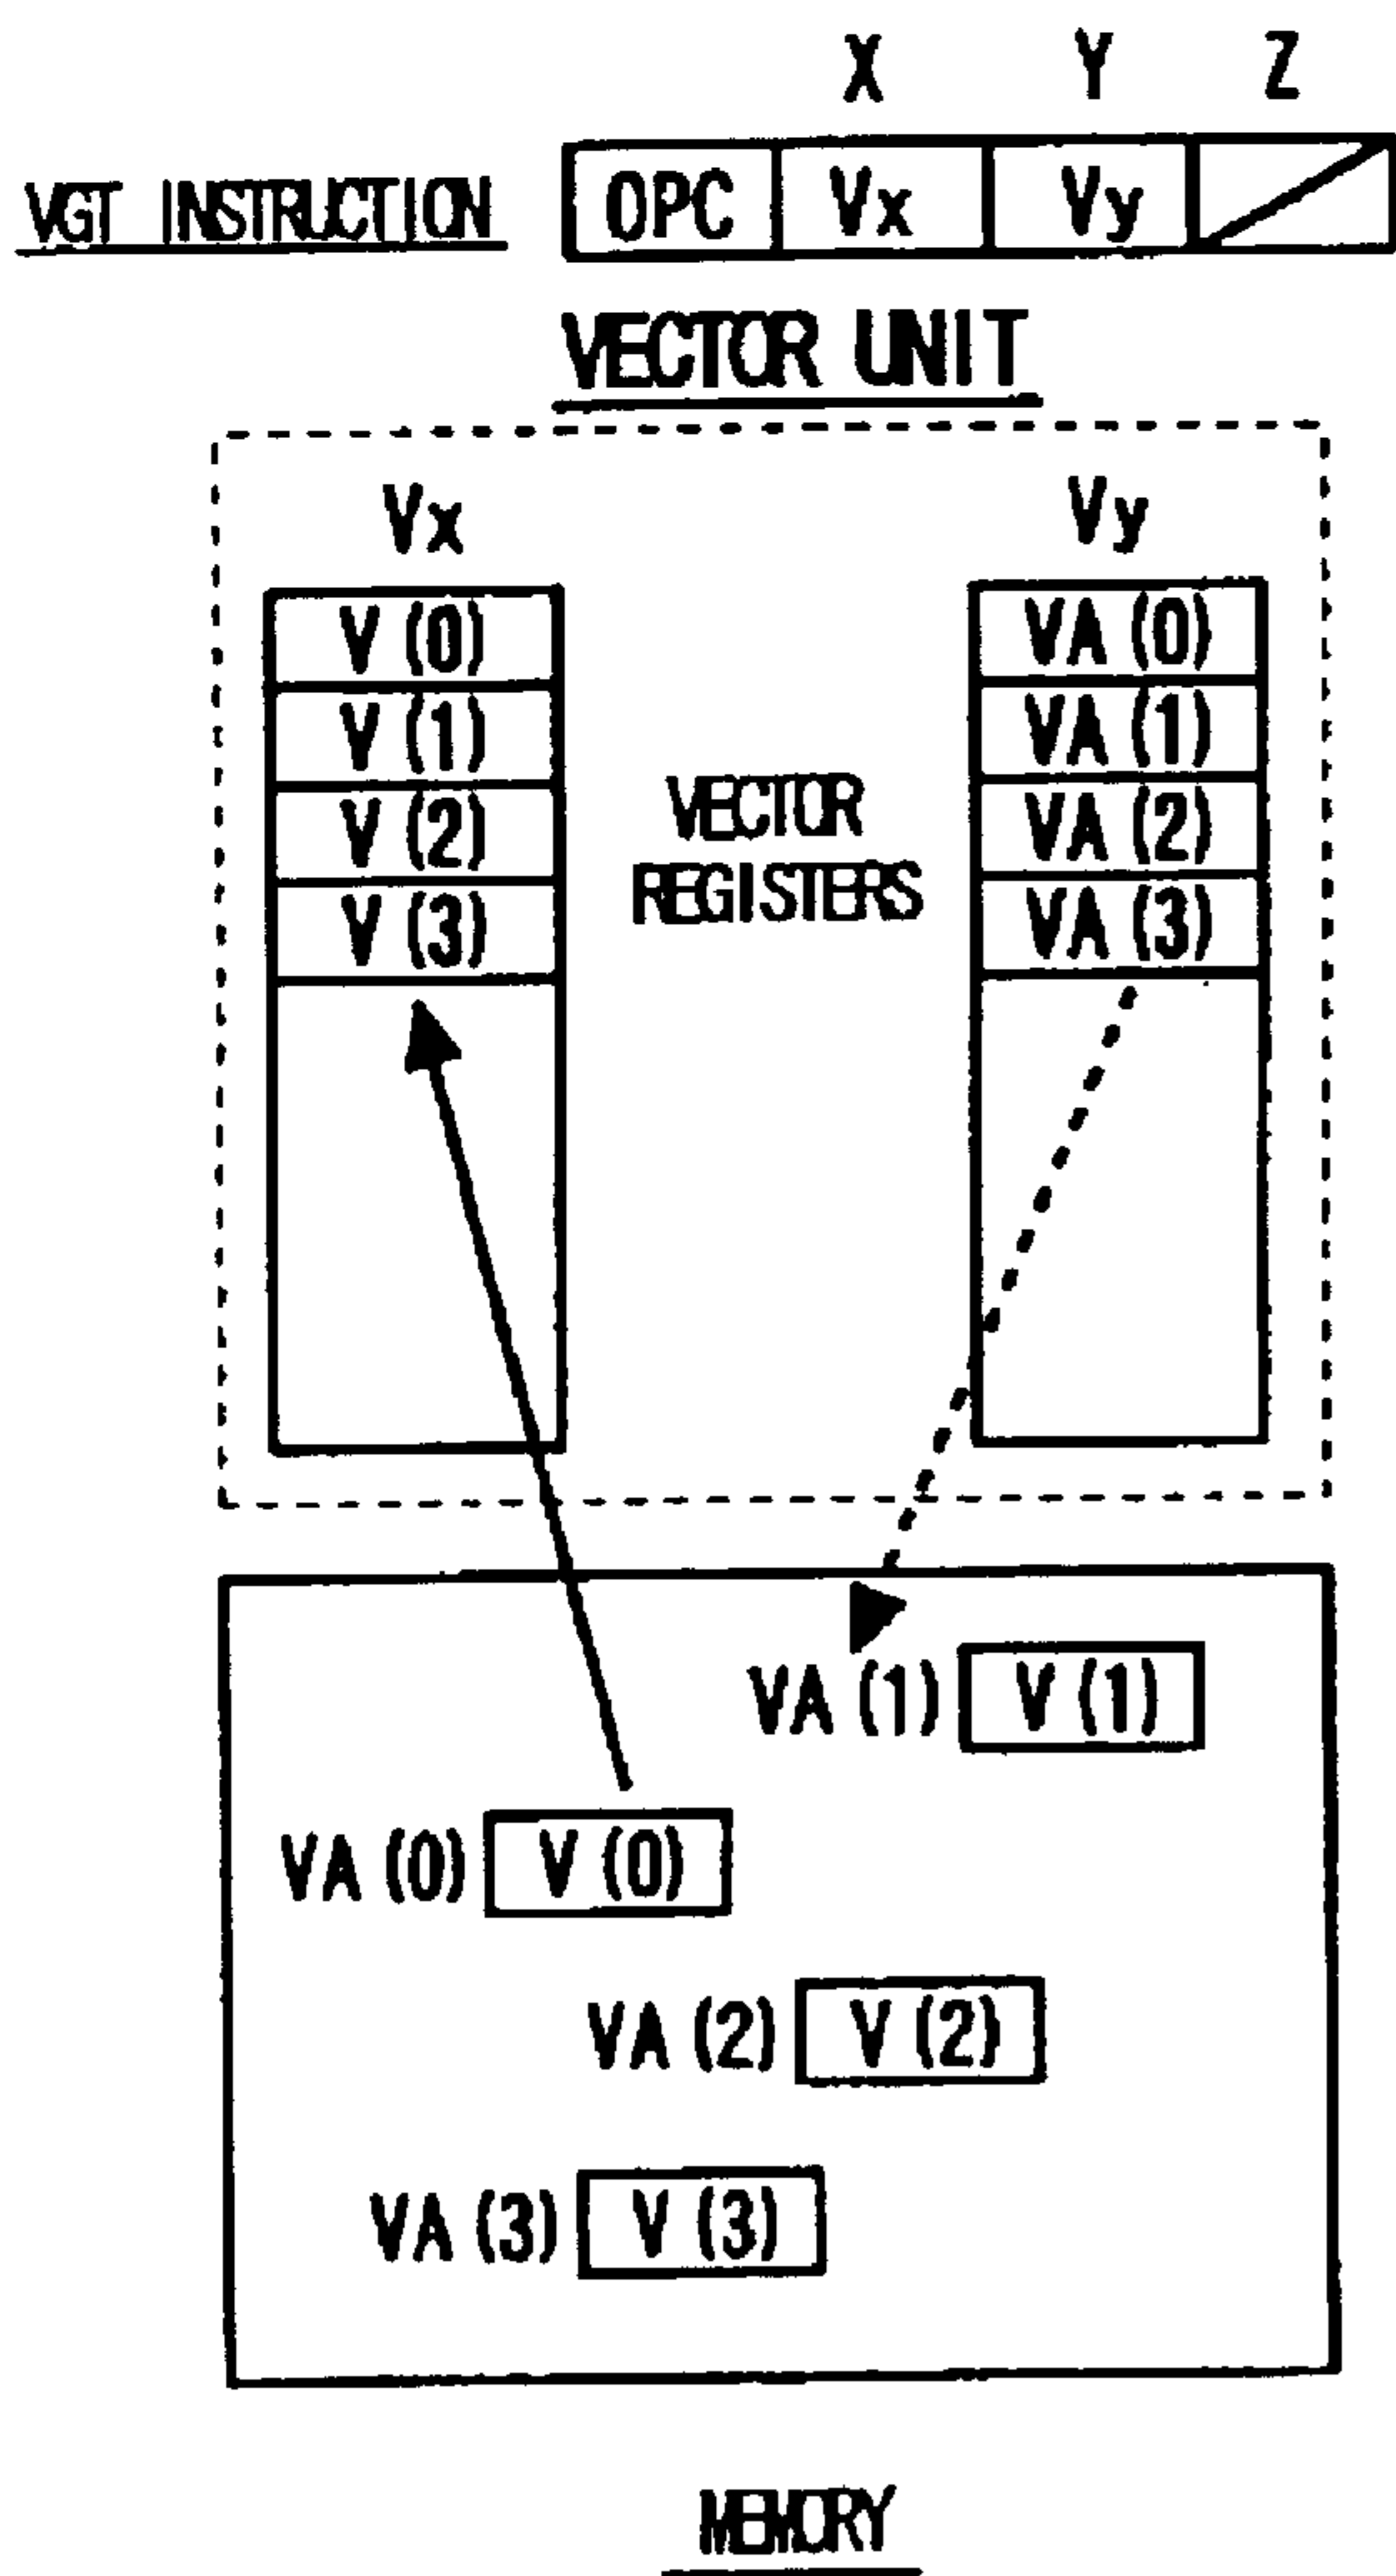 X Y Z
VGT INSTRUCTION OPC Vx Vy
VECTOR UNIT
Vx Vy
V (0) VA (0)
V (1) VA (1)
V (2) VA (2)
V (3) VA (3)
VECTOR
REGISTERS
VA (1) V (1)
VA (0) V (0)
VA (2) V (2)
VA (3) V (3)
MEMORY